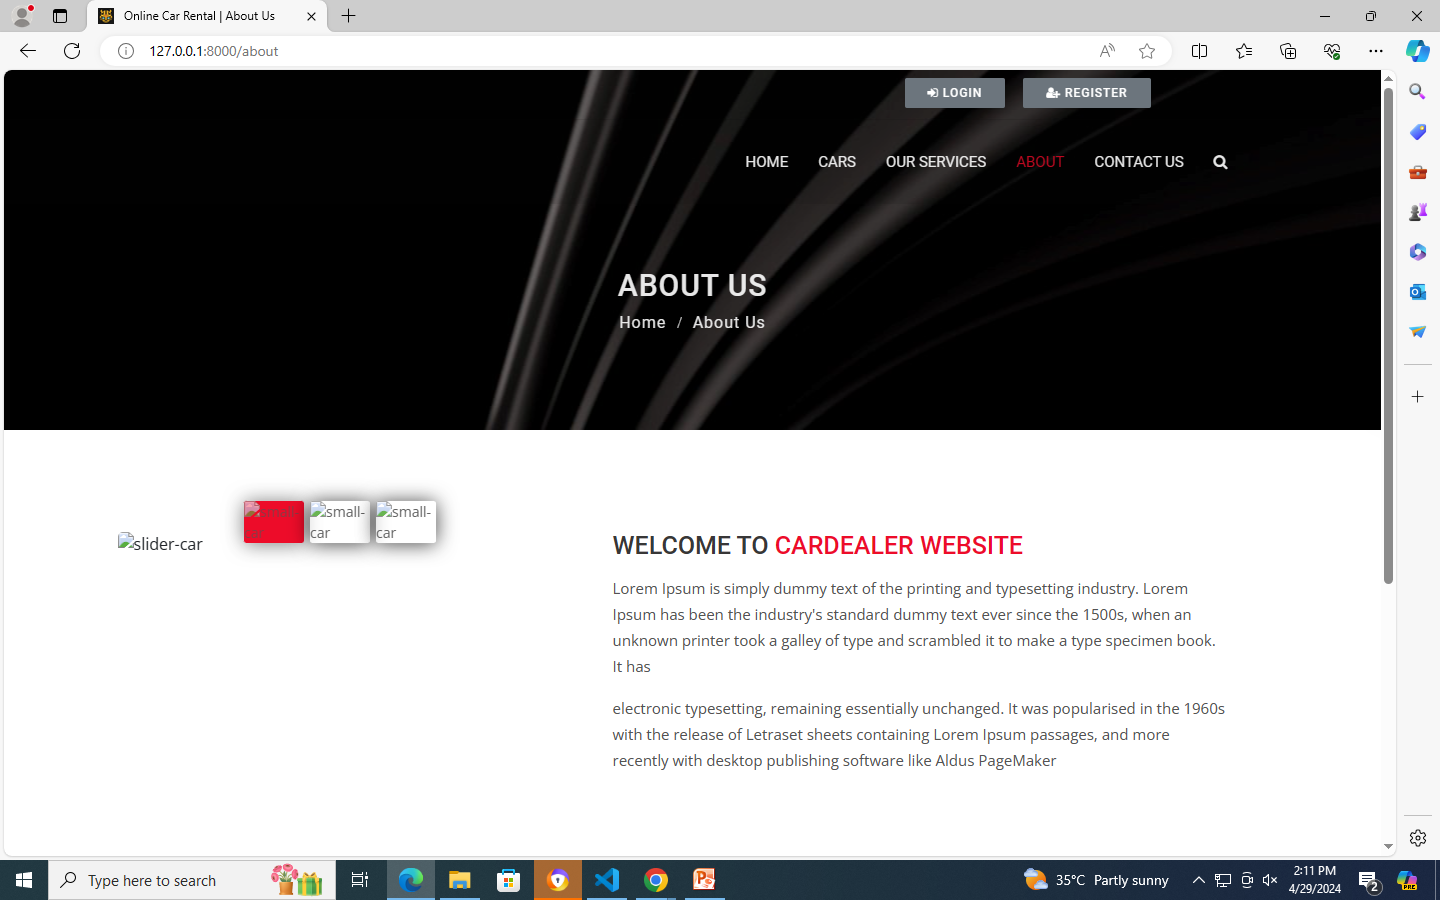 Online Car Rental | About Us
127.0.0.1:8000/about
LOGIN
REGISTER
HOME
CARS
OUR SERVICES
ABOUT
CONTACT US
ABOUT US
Home / About Us
small-
car
small-
car
small-
car
slider-car
WELCOME TO CARDEALER WEBSITE
Lorem Ipsum is simply dummy text of the printing and typesetting industry. Lorem
Ipsum has been the industry's standard dummy text ever since the 1500s, when an
unknown printer took a galley of type and scrambled it to make a type specimen book.
It has
electronic typesetting, remaining essentially unchanged. It was popularised in the 1960s
with the release of Letraset sheets containing Lorem Ipsum passages, and more
recently with desktop publishing software like Aldus PageMaker
Type here to search
35°C Partly sunny
2:11 PM
4/29/2024
2
PRE